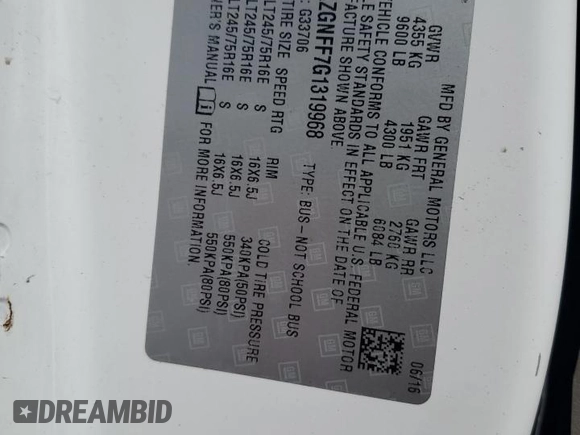 MFD BY GENERAL MOTORS LLC 06/16
GVWR GAWR FRT GAWR RR
4355 KG 1951 KG 2760 KG
9600 LB 4300 LB 6084 LB
VEHICLE CONFORMS TO ALL APPLICABLE U.S. FEDERAL MOTOR
LE SAFETY STANDARDS IN EFFECT ON THE DATE OF
FACTURE SHOWN ABOVE
ZGNFF7G1319968 TYPE: BUS-NOT SCHOOL BUS
: G33706
TIRE SIZE SPEED RTG RIM COLD TIRE PRESSURE
LT245/75R16E S 16X6.5J 340KPA(50PSI)
LT245/75R16E S 16X6.5J 550KPA(80PSI)
LT245/75R16E S 16X6.5J 550KPA(80PSI)
NER'S MANUAL FOR MORE INFORMATION.
GM
DREAMBID